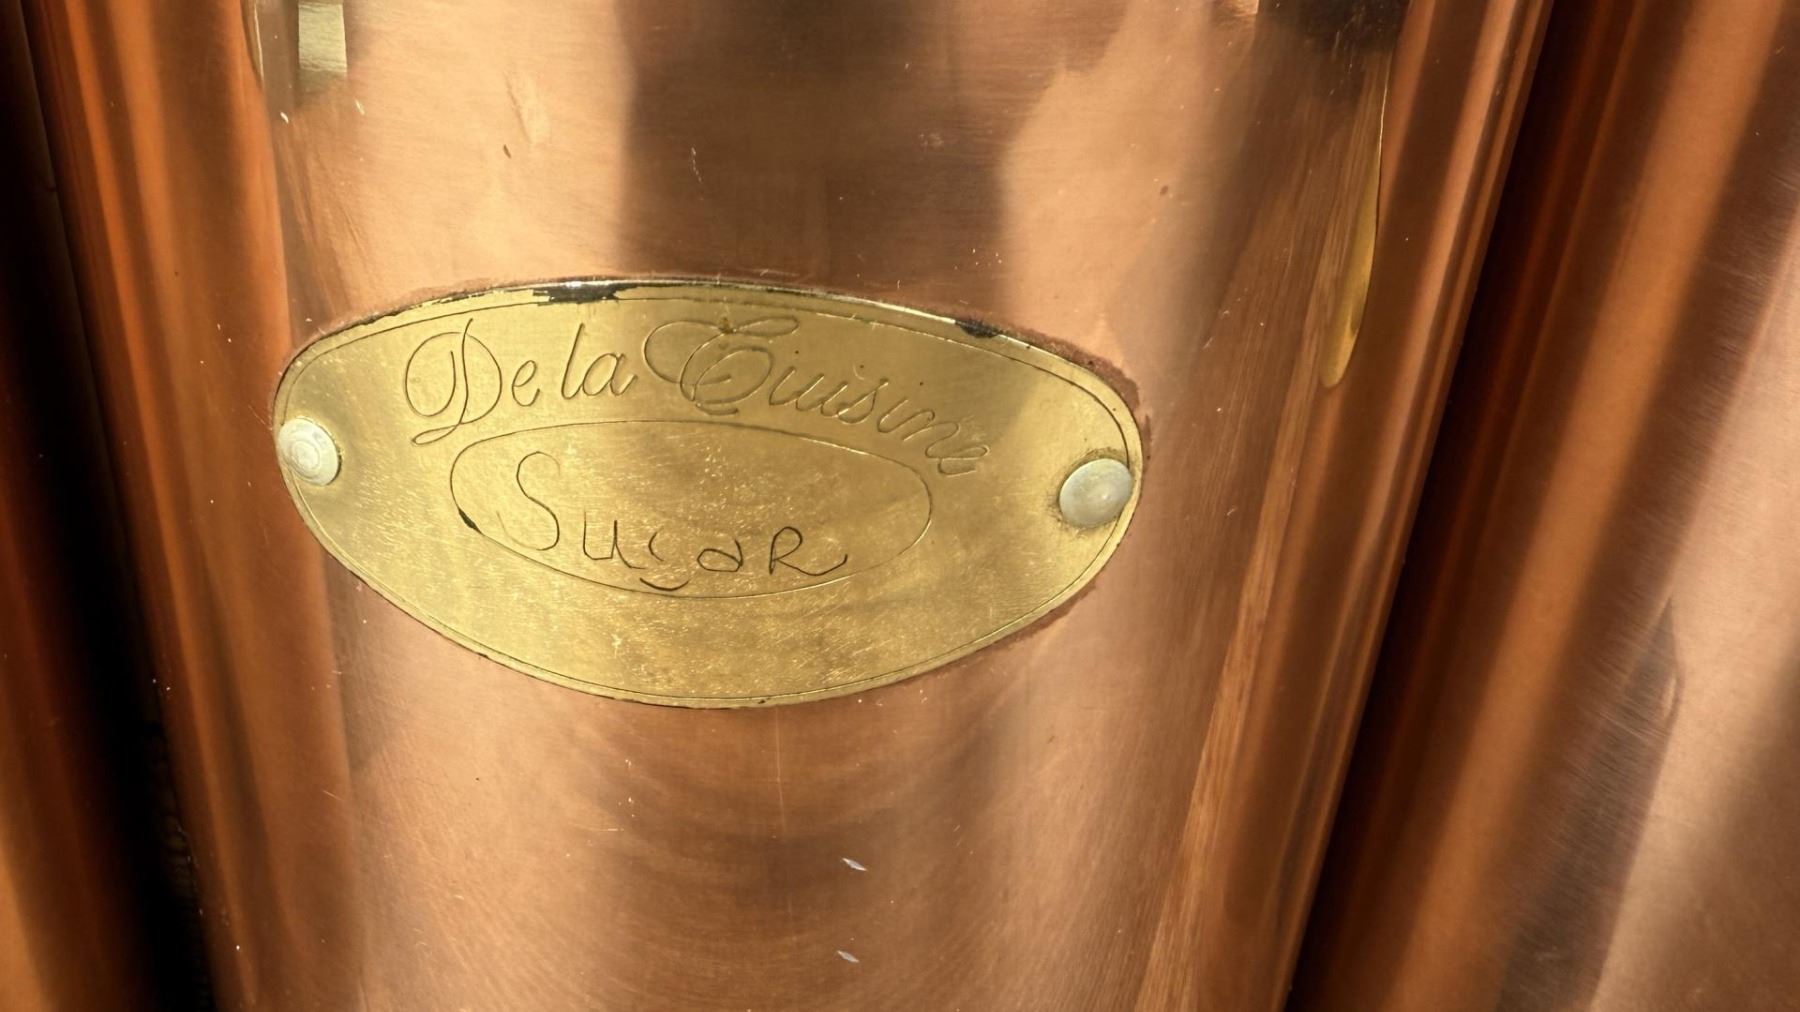 De la Cuisine
Sugar